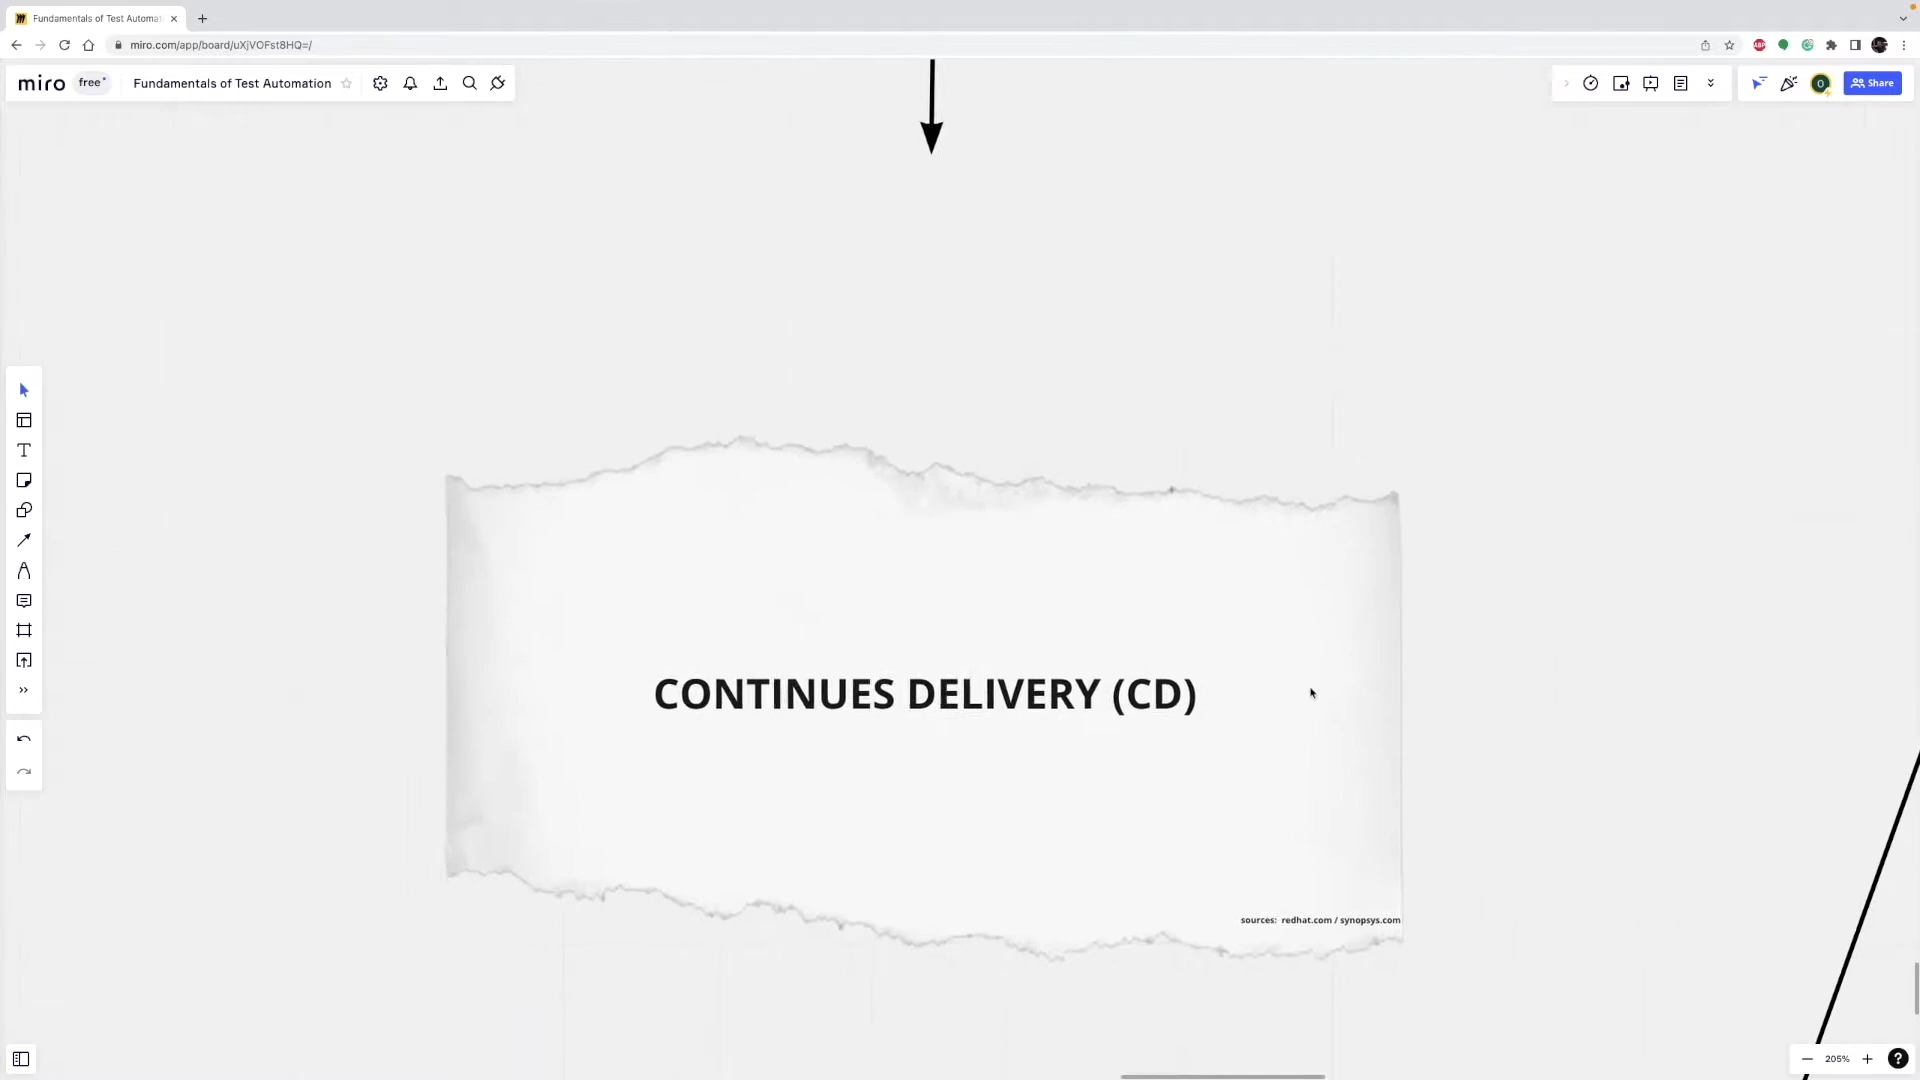 Fundamentals of Test Automat
miro.com/app/board/uXjVOFst8HQ=/
miro free Fundamentals of Test Automation
Share
CONTINUES DELIVERY (CD)
sources: redhat.com / synopsys.com
205%